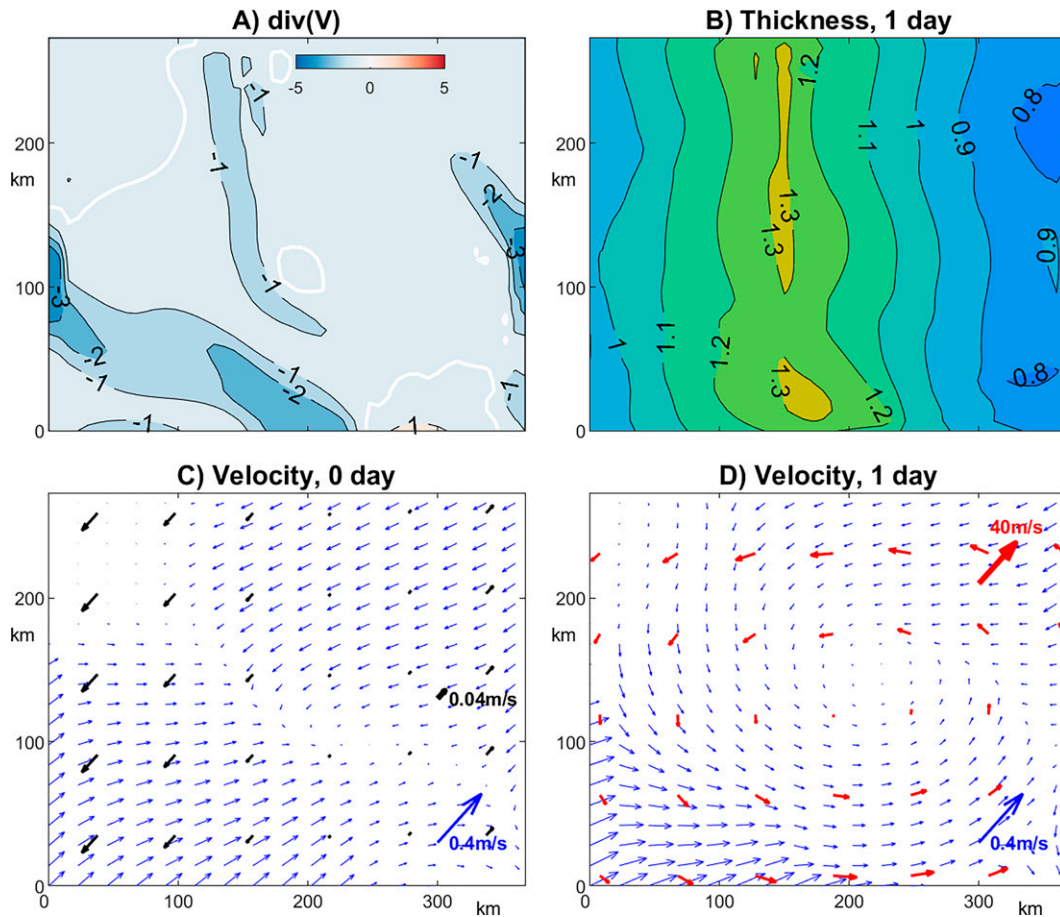 A) div(V)
-5 0 5
200
km
100
0
-1
-1
-1
-1
-1
-2
-3
-3
-2
-1
-1
-2
-1
-1
1
B) Thickness, 1 day
1.2
0.8
1.1
1
0.9
1.3
1.3
0.9
1
1.1
1.2
1.3
1.2
0.8
C) Velocity, 0 day
200
km
100
0
0.04m/s
0.4m/s
0 100 200 300 km
D) Velocity, 1 day
40m/s
200
km
100
0
0.4m/s
0 100 200 300 km